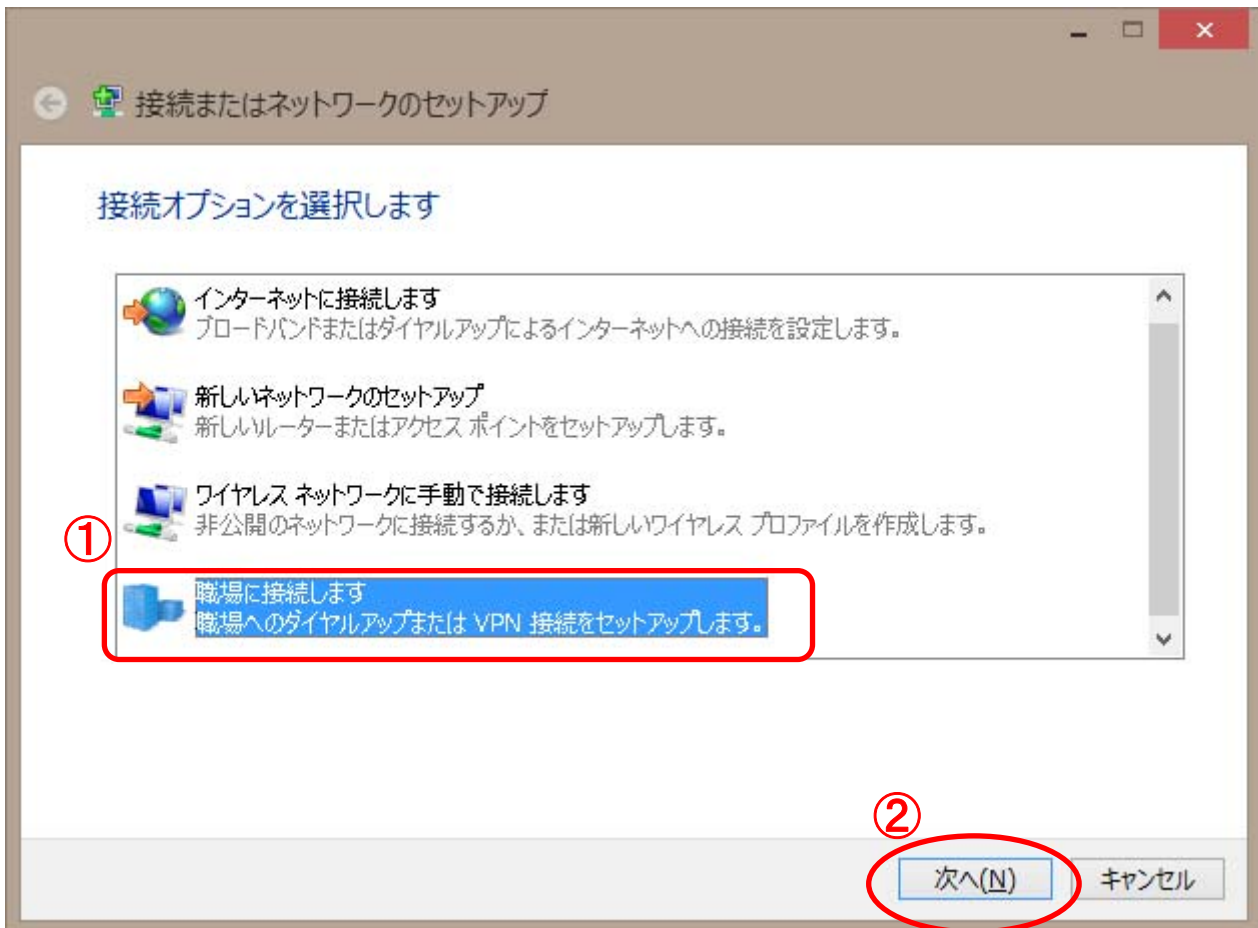 接続またはネットワークのセットアップ
接続オプションを選択します
インターネットに接続します
ブロードバンドまたはダイヤルアップによるインターネットへの接続を設定します。
新しいネットワークのセットアップ
新しいルーターまたはアクセス ポイントをセットアップします。
ワイヤレス ネットワークに手動で接続します
非公開のネットワークに接続するか、または新しいワイヤレス プロファイルを作成します。
①
職場に接続します
職場へのダイヤルアップまたは VPN 接続をセットアップします。
②
次へ(N)
キャンセル